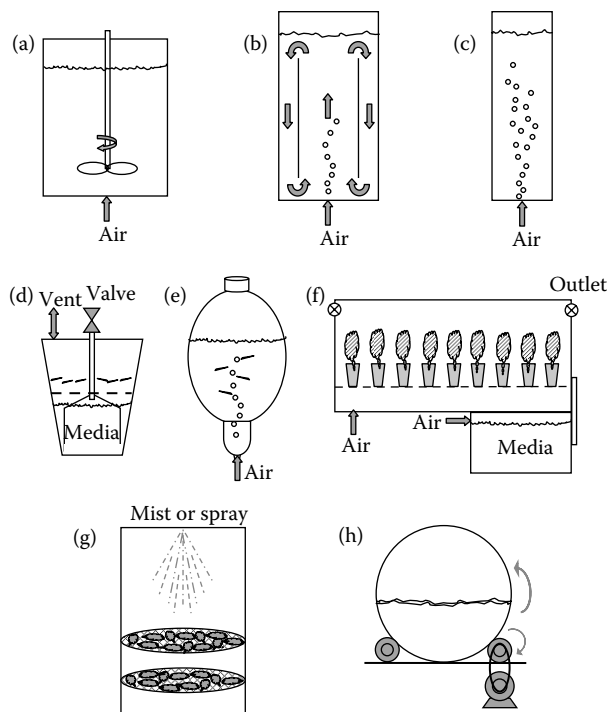 (a)
Air
(b)
Air
(c)
Air
(d)
Vent
Valve
Media
(e)
Air
(f)
Outlet
Air
Air
Media
(g)
Mist or spray
(h)